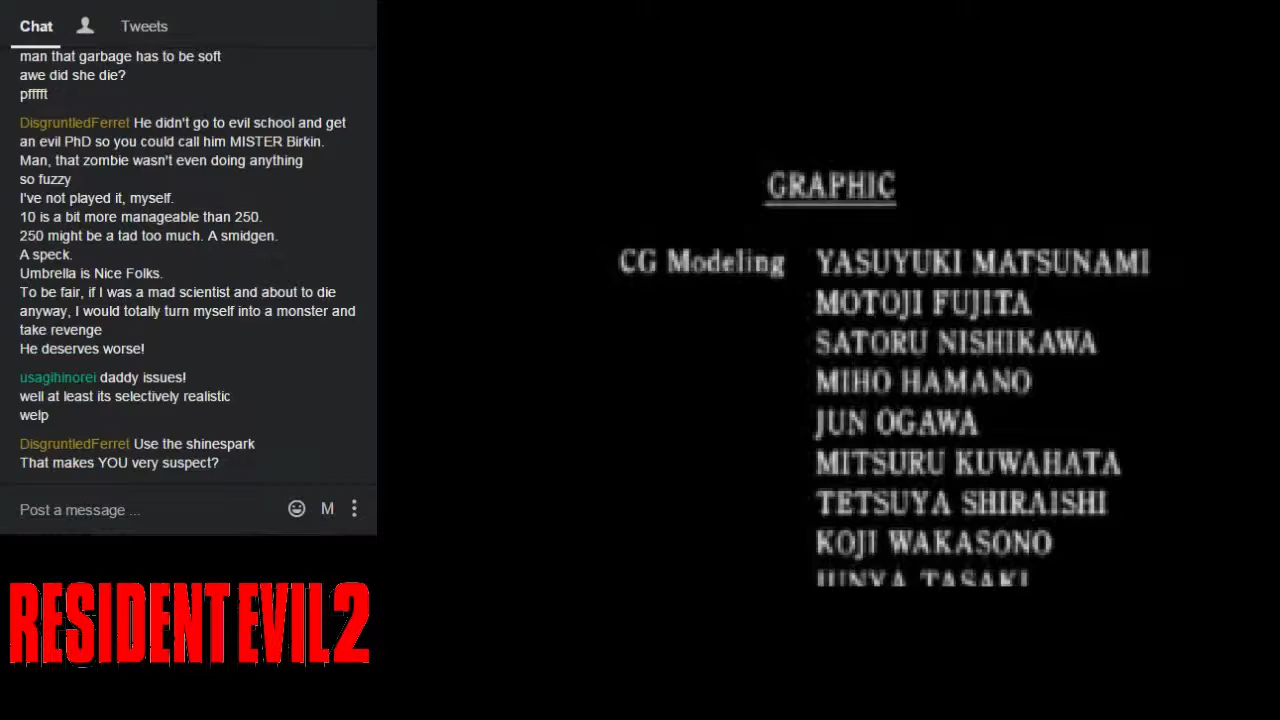 Chat
Tweets
man that garbage has to be soft
awe did she die?
pfffft
DisgruntledFerret He didn't go to evil school and get
an evil PhD so you could call him MISTER Birkin.
Man, that zombie wasn't even doing anything
so fuzzy
I've not played it, myself.
10 is a bit more manageable than 250.
250 might be a tad too much. A smidgen.
A speck.
Umbrella is Nice Folks.
To be fair, if I was a mad scientist and about to die
anyway, I would totally turn myself into a monster and
take revenge
He deserves worse!
usagihinorei daddy issues!
well at least its selectively realistic
welp
DisgruntledFerret Use the shinespark
That makes YOU very suspect?
Post a message ...
M
RESIDENT EVIL 2
GRAPHIC
CG Modeling YASUYUKI MATSUNAMI
MOTOJI FUJITA
SATORU NISHIKAWA
MIHO HAMANO
JUN OGAWA
MITSURU KUWAHATA
TETSUYA SHIRAISHI
KOJI WAKASONO
JUNYA TASAKI